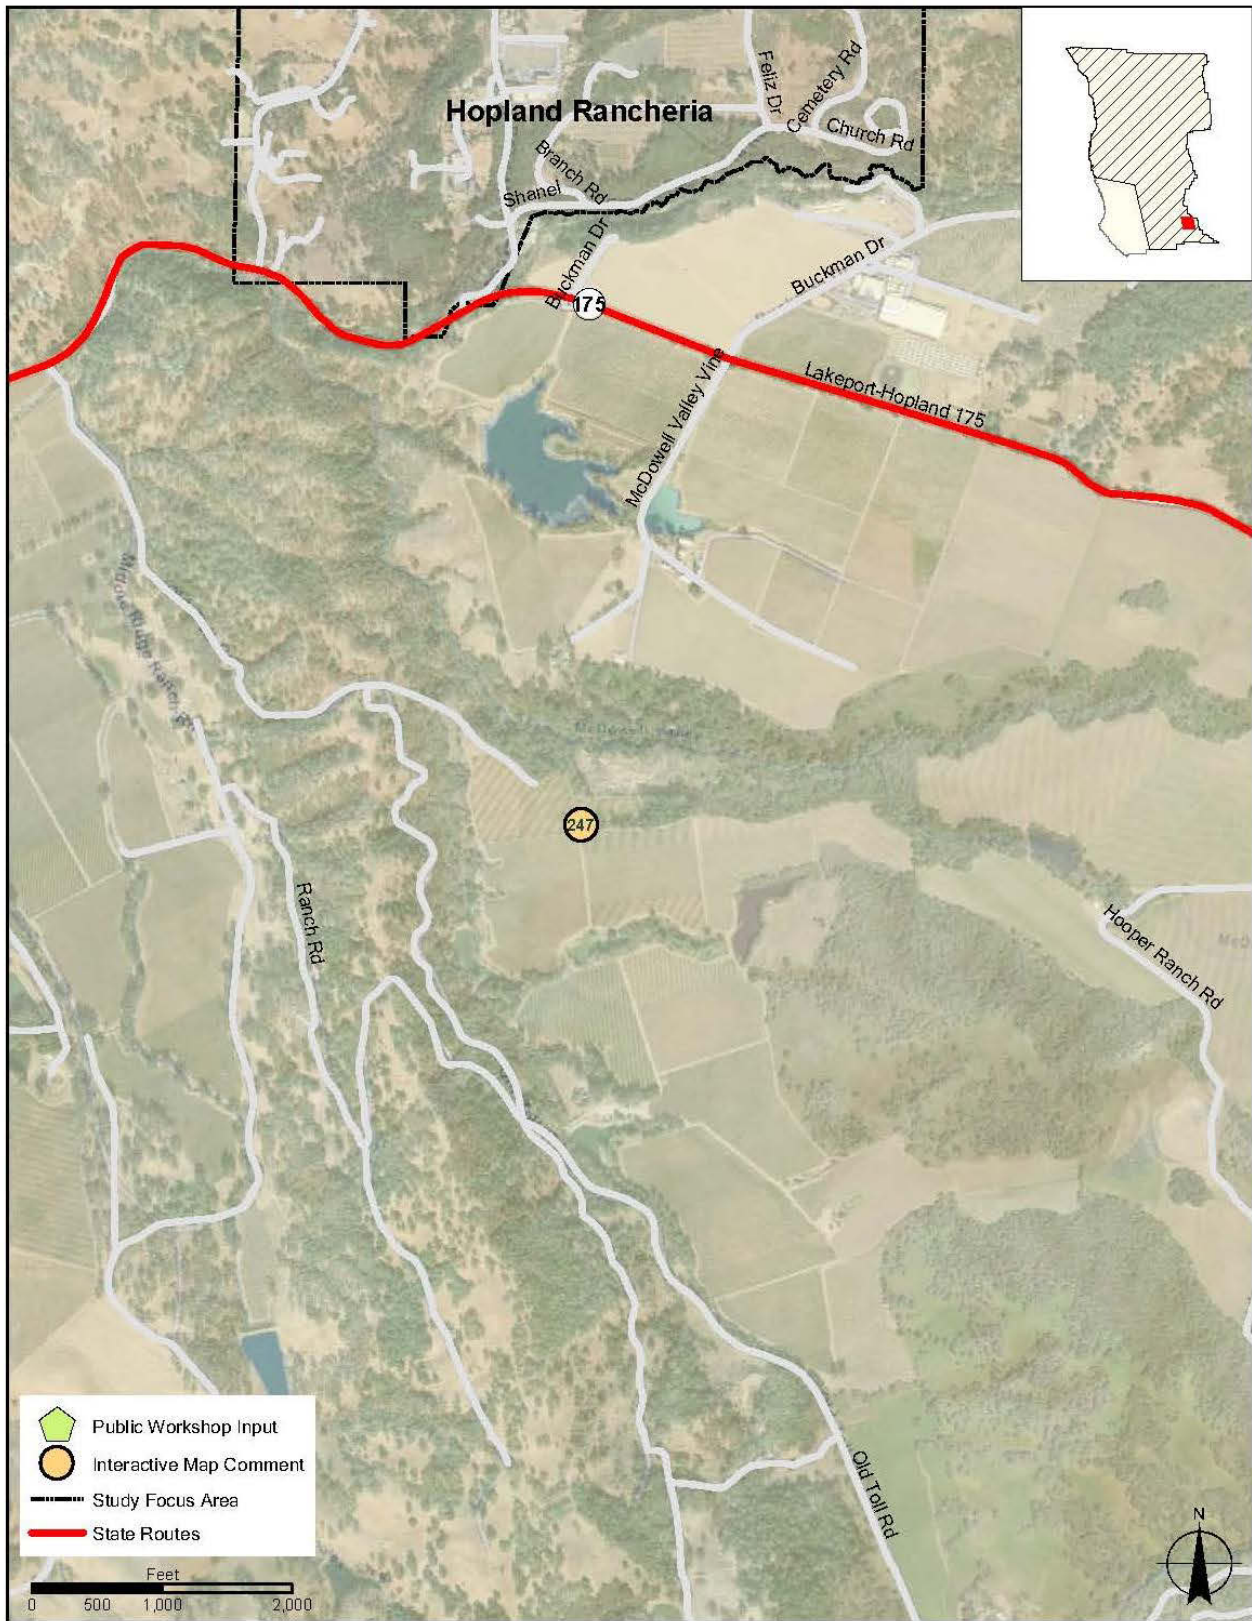 Hopland Rancheria
Feliz Dr
Cemetery Rd
Church Rd
Branch Rd
Shanel
Buckman Dr
Buckman Dr
175
McDowell Valley Vine
Lakeport-Hopland 175
247
Ranch Rd
Hooper Ranch Rd
Old Toll Rd
Public Workshop Input
Interactive Map Comment
Study Focus Area
State Routes
Feet
0 500 1,000 2,000
N